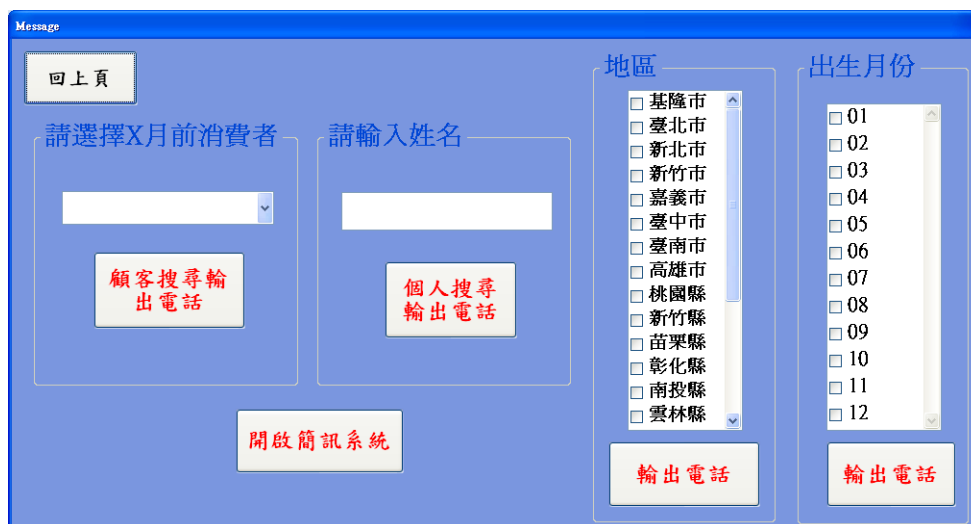 Message
回上頁
請選擇X月前消費者
顧客搜尋輸
出電話
請輸入姓名
個人搜尋
輸出電話
開啟簡訊系統
地區
基隆市
臺北市
新北市
新竹市
嘉義市
臺中市
臺南市
高雄市
桃園縣
新竹縣
苗栗縣
彰化縣
南投縣
雲林縣
輸出電話
出生月份
01
02
03
04
05
06
07
08
09
10
11
12
輸出電話